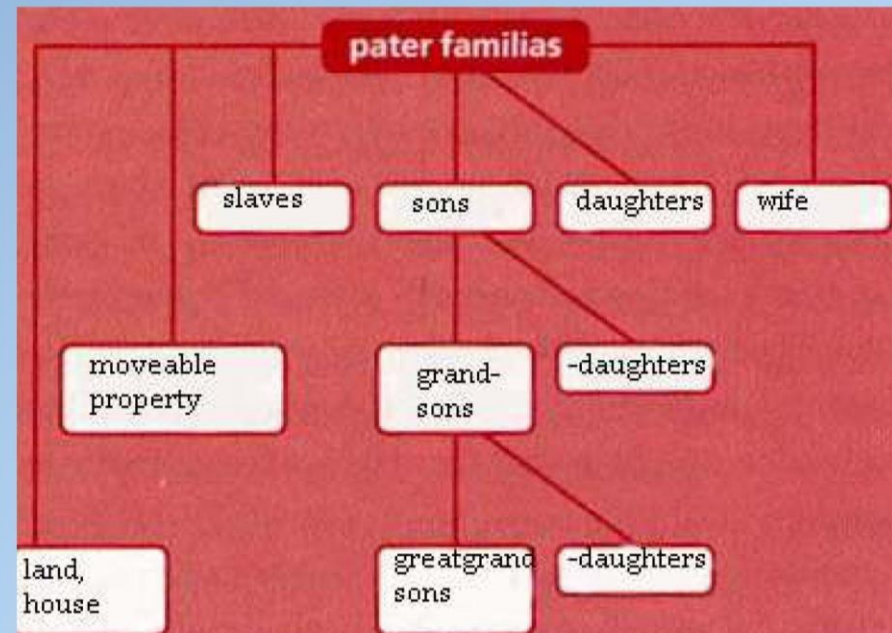 pater familias
slaves
sons
daughters
wife
moveable
property
grand-
sons
-daughters
land,
house
greatgrand
sons
-daughters